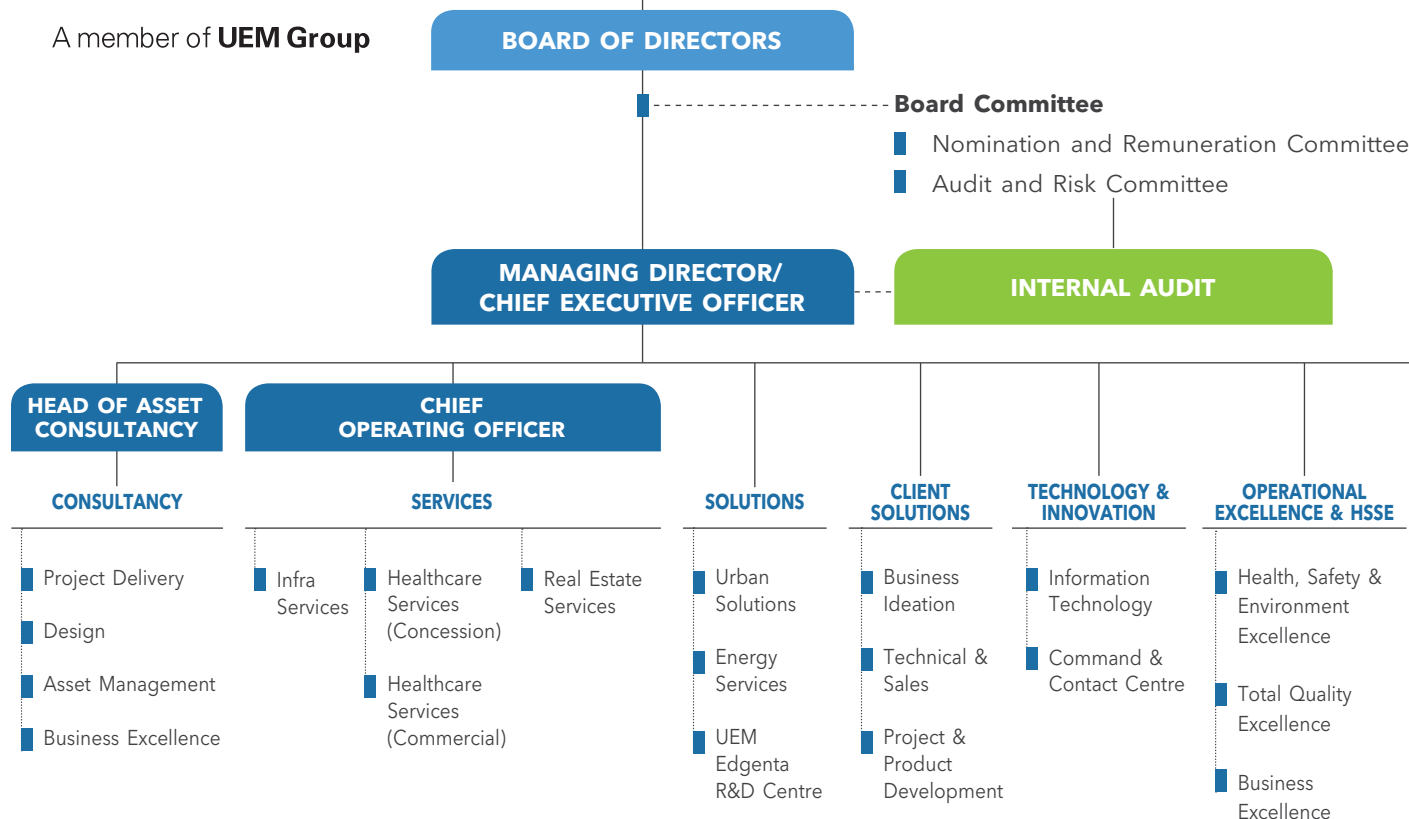 A member of UEM Group
BOARD OF DIRECTORS
Board Committee
Nomination and Remuneration Committee
Audit and Risk Committee
MANAGING DIRECTOR/
CHIEF EXECUTIVE OFFICER
INTERNAL AUDIT
HEAD OF ASSET
CONSULTANCY
CHIEF
OPERATING OFFICER
CONSULTANCY
Project Delivery
Design
Asset Management
Business Excellence
SERVICES
Infra
Services
Healthcare
Services
(Concession)
Healthcare
Services
(Commercial)
Real Estate
Services
SOLUTIONS
Urban
Solutions
Energy
Services
UEM
Edgenta
R&D Centre
CLIENT
SOLUTIONS
Business
Ideation
Technical &
Sales
Project &
Product
Development
TECHNOLOGY &
INNOVATION
Information
Technology
Command &
Contact Centre
OPERATIONAL
EXCELLENCE & HSSE
Health, Safety &
Environment
Excellence
Total Quality
Excellence
Business
Excellence